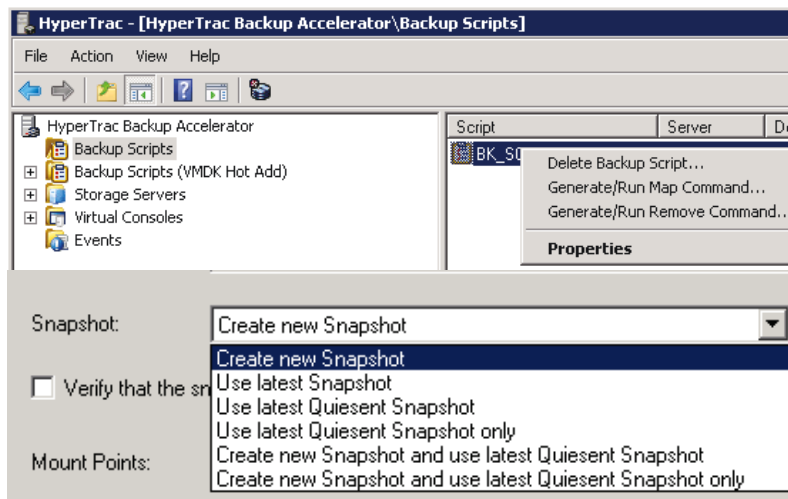 HyperTrac - [HyperTrac Backup Accelerator\Backup Scripts]
File Action View Help
HyperTrac Backup Accelerator
Backup Scripts
Backup Scripts (VMDK Hot Add)
Storage Servers
Virtual Consoles
Events
Script Server
Delete Backup Script...
Generate/Run Map Command...
Generate/Run Remove Command..
Properties
Snapshot: Create new Snapshot
Create new Snapshot
Use latest Snapshot
Use latest Quiesent Snapshot
Use latest Quiesent Snapshot only
Create new Snapshot and use latest Quiesent Snapshot
Create new Snapshot and use latest Quiesent Snapshot only
Verify that the
Mount Points: